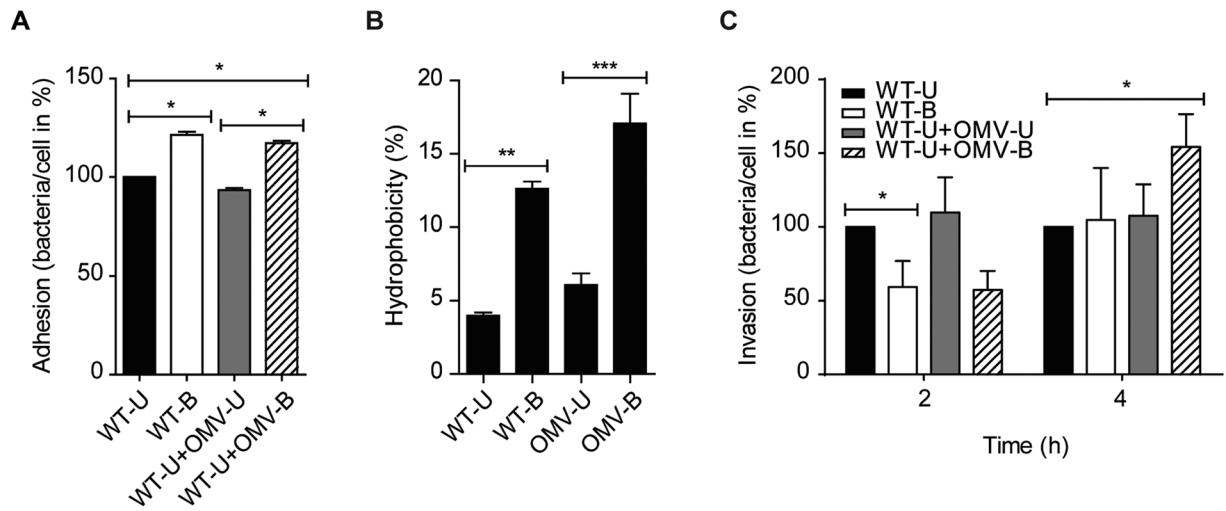 A
Adhesion (bacteria/cell in %)
150
100
50
0
*
*
*
WT-U
WT-B
WT-U+OMV-U
WT-U+OMV-B
B
Hydrophobicity (%)
20
15
10
5
0
**
***
WT-U
WT-B
OMV-U
OMV-B
C
Invasion (bacteria/cell in %)
200
150
100
50
0
WT-U
WT-B
WT-U+OMV-U
WT-U+OMV-B
*
*
2
4
Time (h)